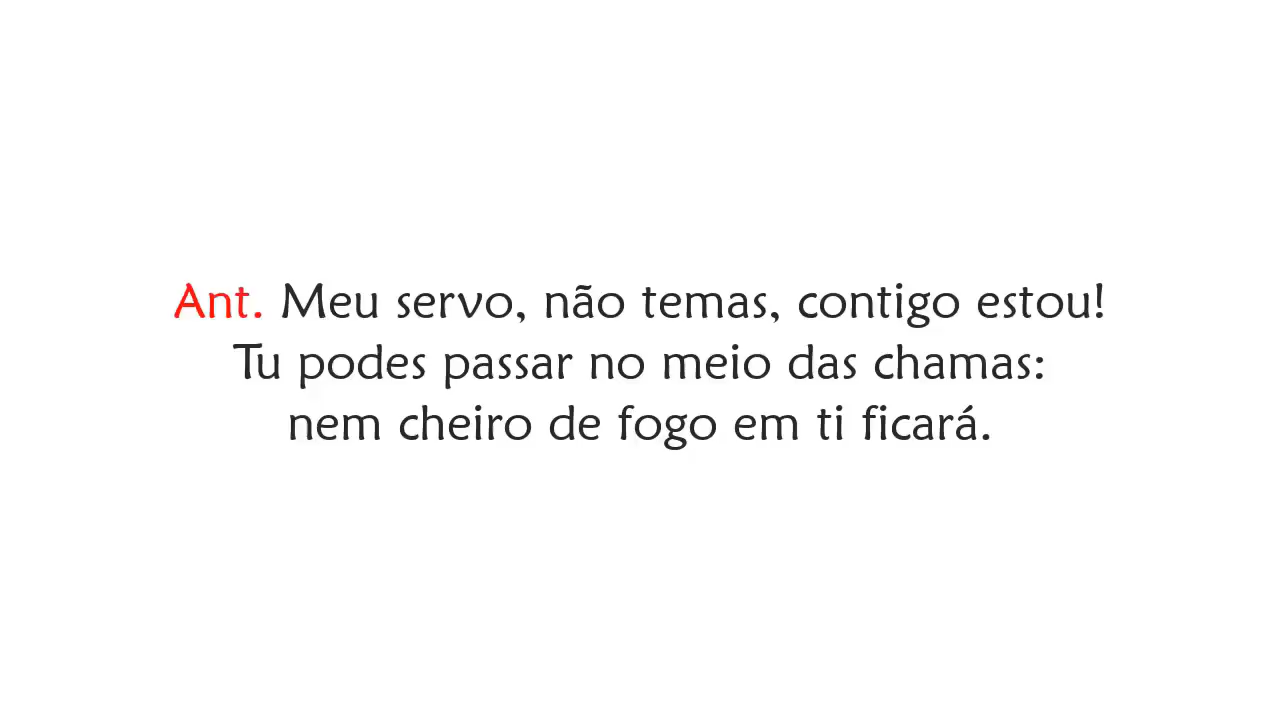 Ant. Meu servo, não temas, contigo estou!
Tu podes passar no meio das chamas:
nem cheiro de fogo em ti ficará.